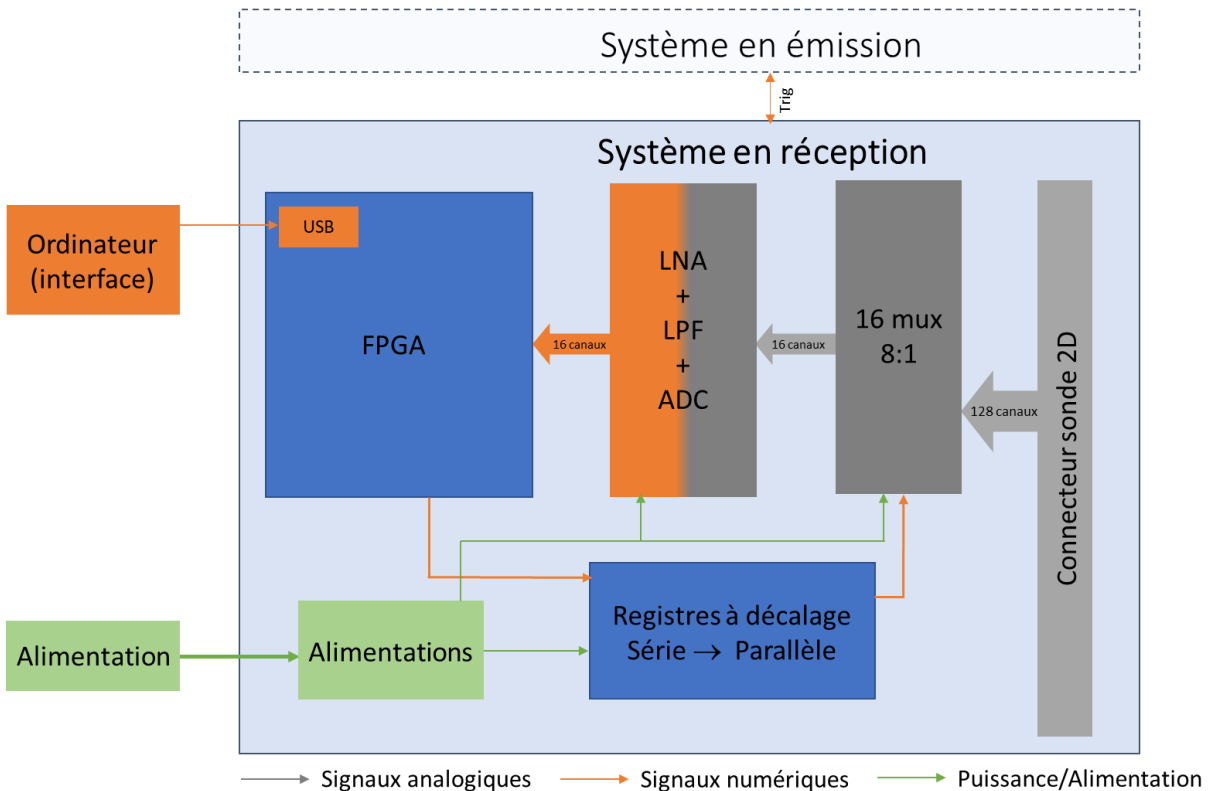 Système en émission
Trig
Système en réception
USB
Ordinateur
(interface)
FPGA
16 canaux
LNA
+
LPF
+
ADC
16 canaux
16 mux
8:1
128 canaux
Connecteur sonde 2D
Registres à décalage
Série → Parallèle
Alimentation
Alimentations
Signaux analogiques
Signaux numériques
Puissance/Alimentation